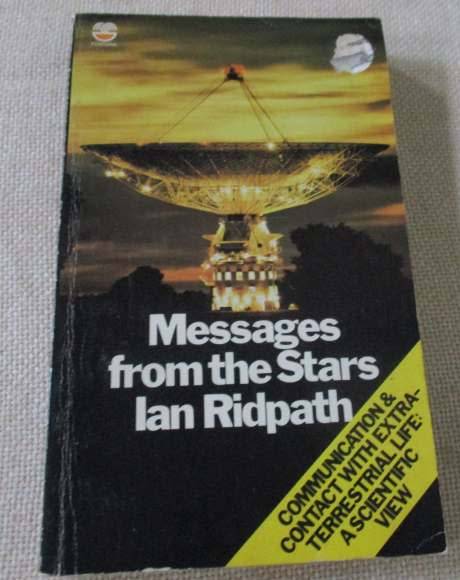 Messages
from the Stars
Ian Ridpath
COMMUNICATION &
CONTACT WITH EXTRA-
TERRESTRIAL LIFE:
A SCIENTIFIC
VIEW